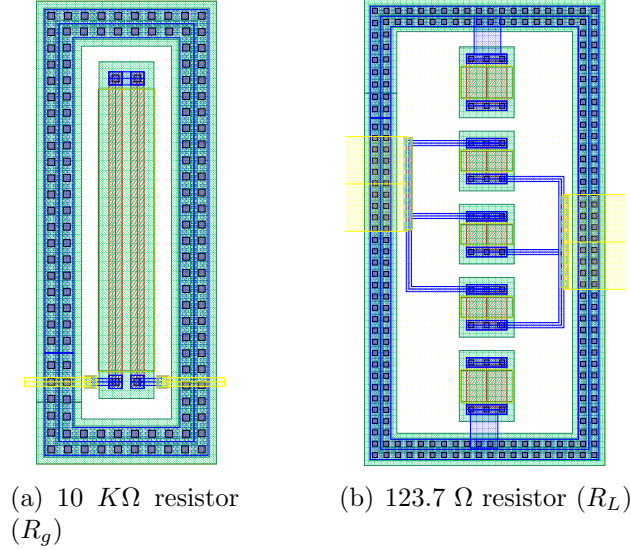 (a) 10 KΩ resistor
(R_g)
(b) 123.7 Ω resistor (R_L)